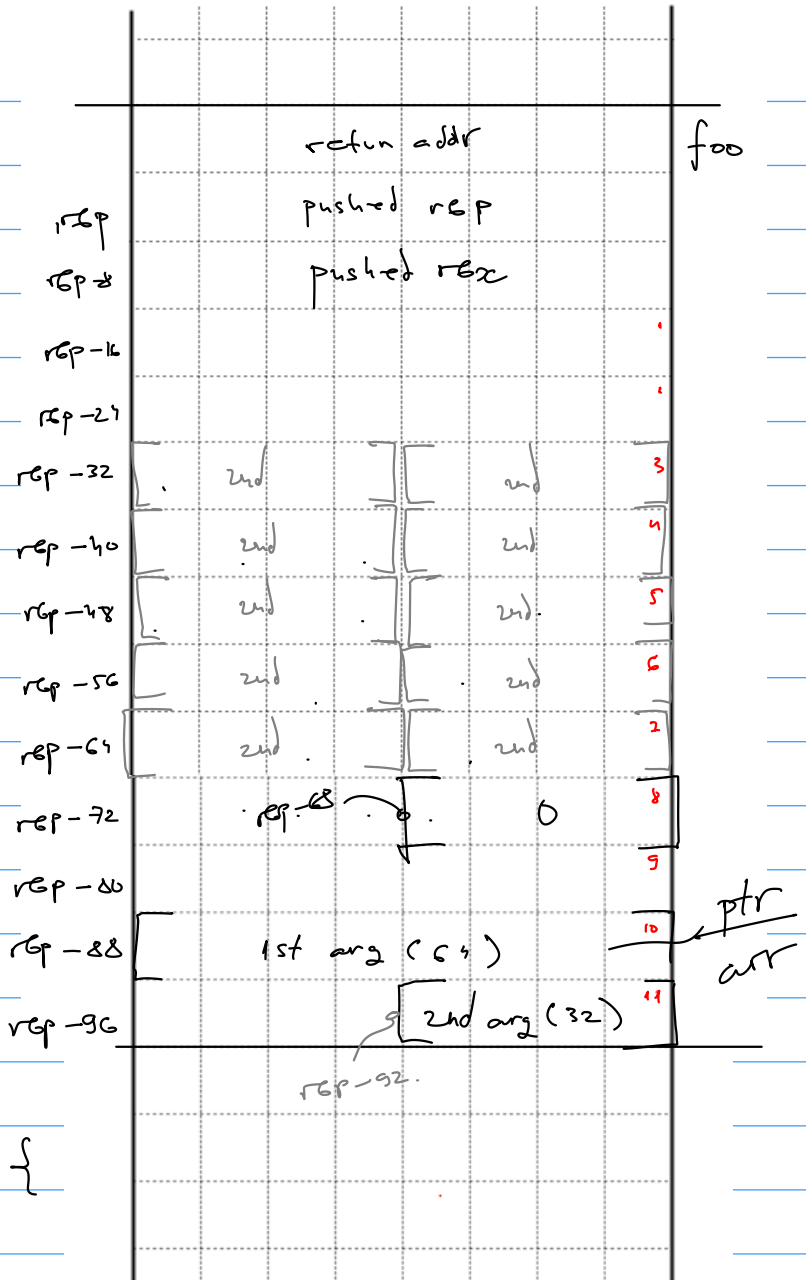 retun addr
foo
rbp
pushed rbp
rbp-8
pushed rbx
rbp-16
rbp-24
rbp-32 2nd 2nd 3
rbp-40 2nd 2nd 4
rbp-48 2nd 2nd 5
rbp-56 2nd 2nd 6
rbp-64 2nd 2nd 7
rbp-72 rbp-68 0 8
rbp-80 9
ptr
rbp-88 1st arg (64) 10
arr
rbp-96 2nd arg (32) 11
rbp-92.
{